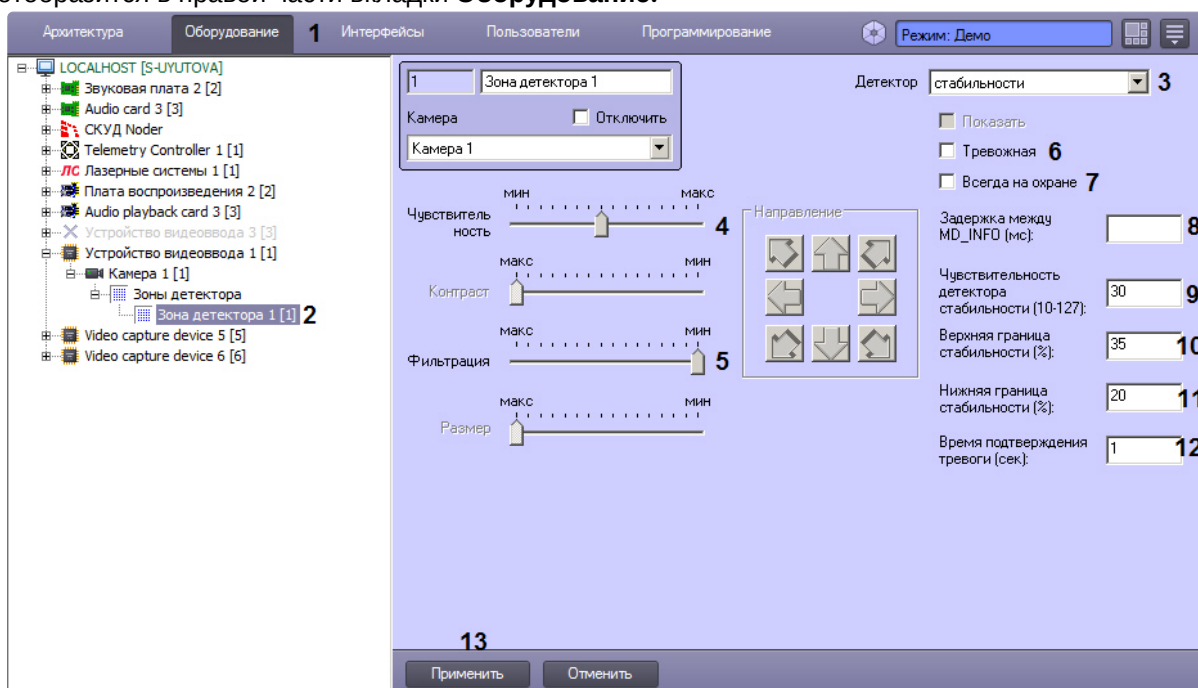 отобразится в правой части вкладки Оборудование.
Архитектура
Оборудование
1
Интерфейсы
Пользователи
Программирование
Режим: Демо
LOCALHOST [S-UYUTOVA]
Звуковая плата 2 [2]
Audio card 3 [3]
СКУД Noder
Telemetry Controller 1 [1]
ЛС Лазерные системы 1 [1]
Плата воспроизведения 2 [2]
Audio playback card 3 [3]
Устройство видеоввода 3 [3]
Устройство видеоввода 1 [1]
Камера 1 [1]
Зоны детектора
Зона детектора 1 [1] 2
Video capture device 5 [5]
Video capture device 6 [6]
1
Зона детектора 1
Камера
Отключить
Камера 1
Детектор
стабильности
3
Показать
Тревожная 6
Всегда на охране 7
мин макс
Чувствитель
ность
4
макс мин
Контраст
макс мин
Фильтрация
5
макс мин
Размер
Направление
Задержка между
MD_INFO (мс):
8
Чувствительность
детектора
стабильности (10-127):
30
9
Верхняя граница
стабильности (%):
35
10
Нижняя граница
стабильности (%):
20
11
Время подтверждения
тревоги (сек):
1
12
13
Применить
Отменить